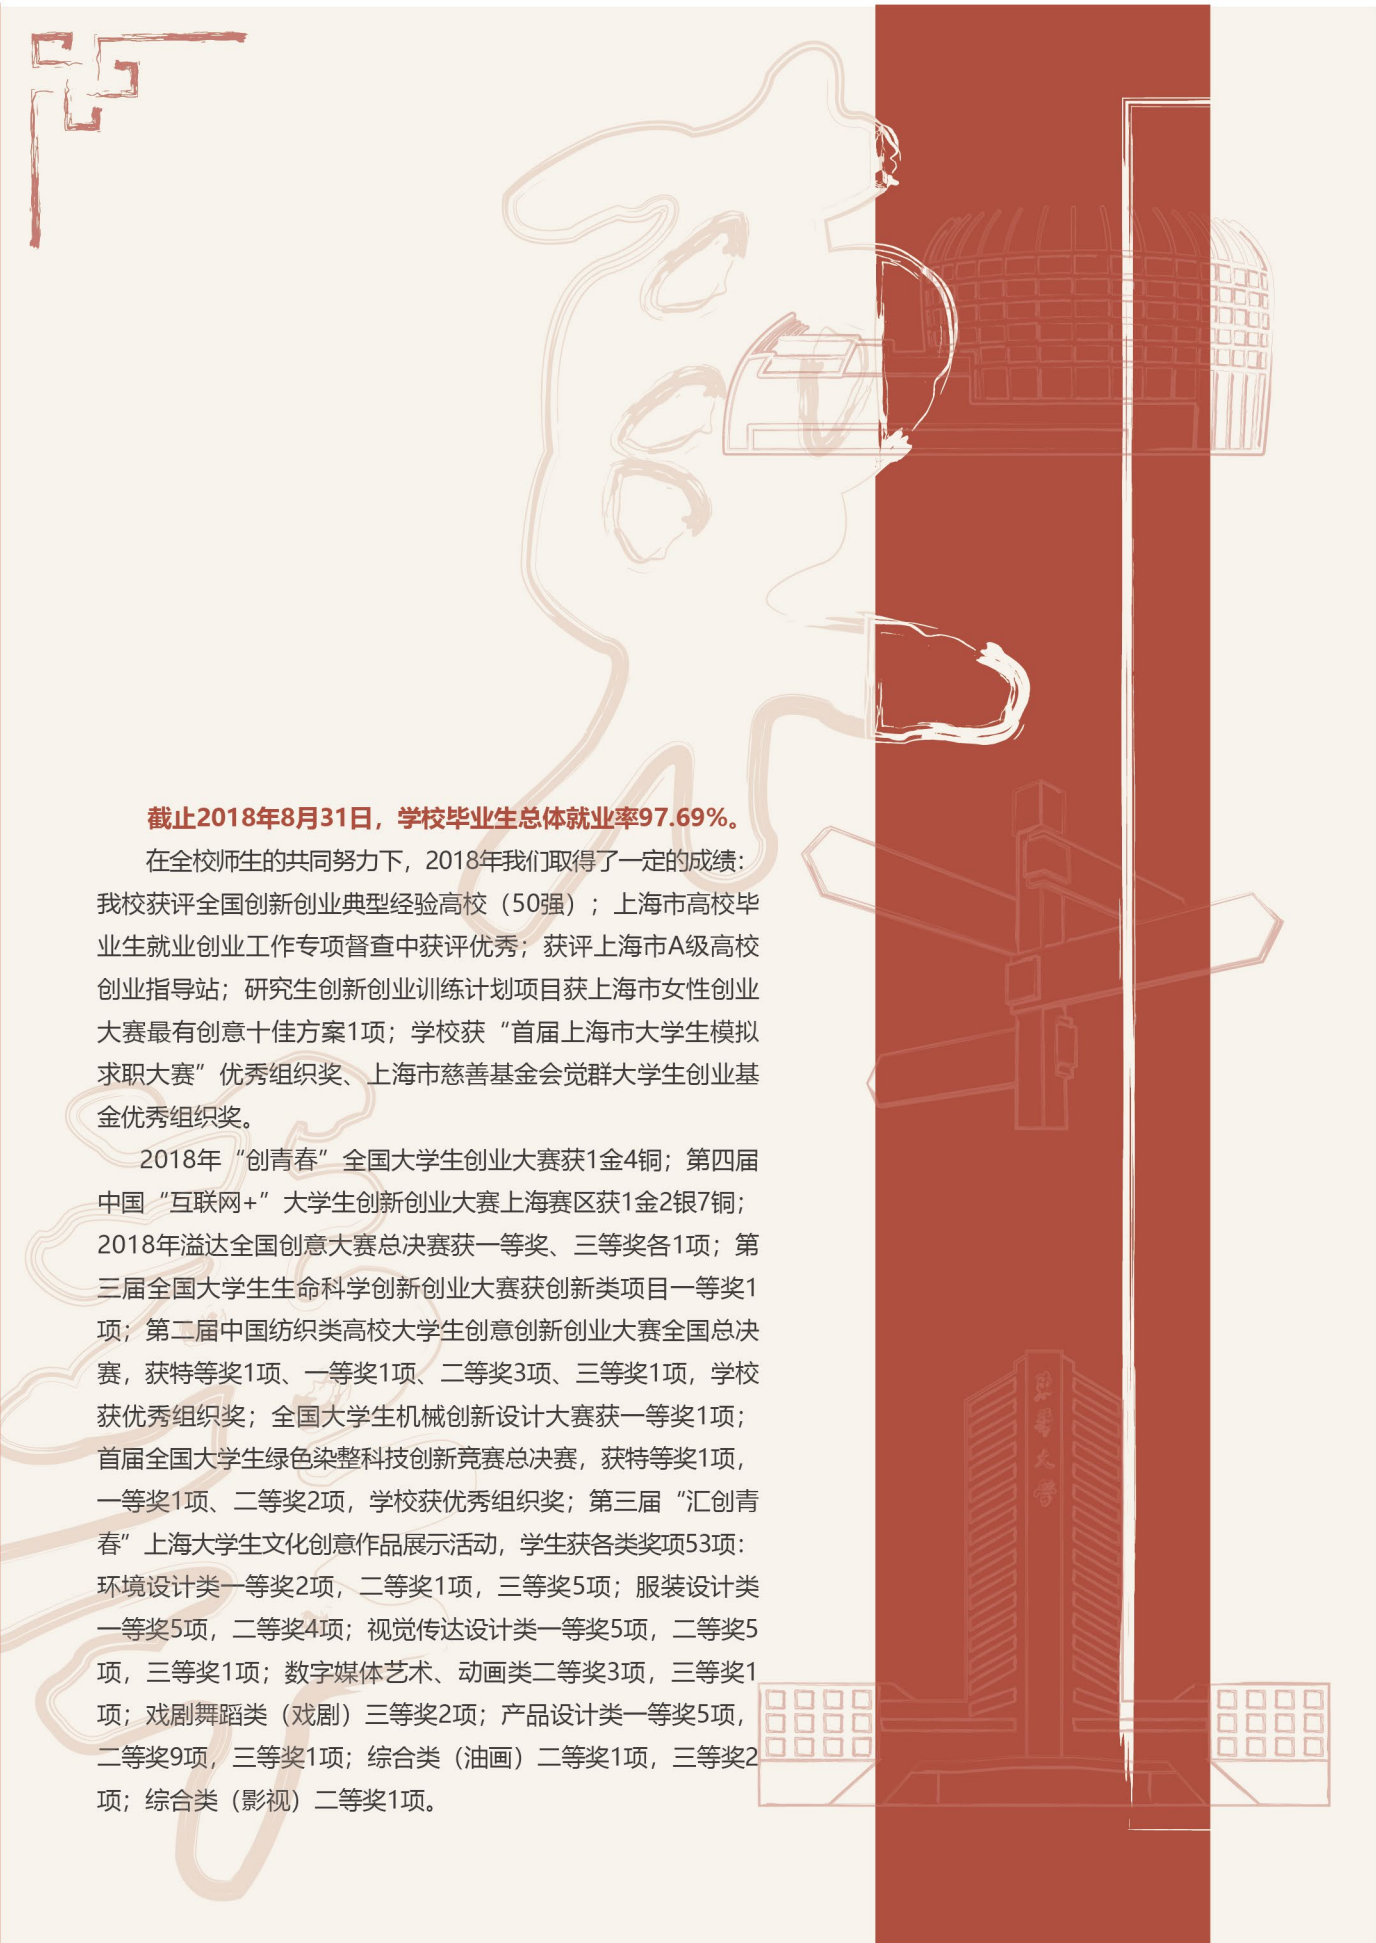 截止2018年8月31日，学校毕业生总体就业率97.69%。
在全校师生的共同努力下，2018年我们取得了一定的成绩：
我校获评全国创新创业典型经验高校（50强）；上海市高校毕
业生就业创业工作专项督查中获评优秀；获评上海市A级高校
创业指导站；研究生创新创业训练计划项目获上海市女性创业
大赛最有创意十佳方案1项；学校获“首届上海市大学生模拟
求职大赛”优秀组织奖、上海市慈善基金会觉群大学生创业基
金优秀组织奖。
2018年“创青春”全国大学生创业大赛获1金4铜；第四届
中国“互联网+”大学生创新创业大赛上海赛区获1金2银7铜；
2018年溢达全国创意大赛总决赛获一等奖、三等奖各1项；第
三届全国大学生生命科学创新创业大赛获创新类项目一等奖1
项；第二届中国纺织类高校大学生创意创新创业大赛全国总决
赛，获特等奖1项、一等奖1项、二等奖3项、三等奖1项，学校
获优秀组织奖；全国大学生机械创新设计大赛获一等奖1项；
首届全国大学生绿色染整科技创新竞赛总决赛，获特等奖1项，
一等奖1项、二等奖2项，学校获优秀组织奖；第三届“汇创青
春”上海大学生文化创意作品展示活动，学生获各类奖项53项：
环境设计类一等奖2项，二等奖1项，三等奖5项；服装设计类
一等奖5项，二等奖4项；视觉传达设计类一等奖5项，二等奖5
项，三等奖1项；数字媒体艺术、动画类二等奖3项，三等奖1
项；戏剧舞蹈类（戏剧）三等奖2项；产品设计类一等奖5项，
二等奖9项，三等奖1项；综合类（油画）二等奖1项，三等奖2
项；综合类（影视）二等奖1项。
东华大学